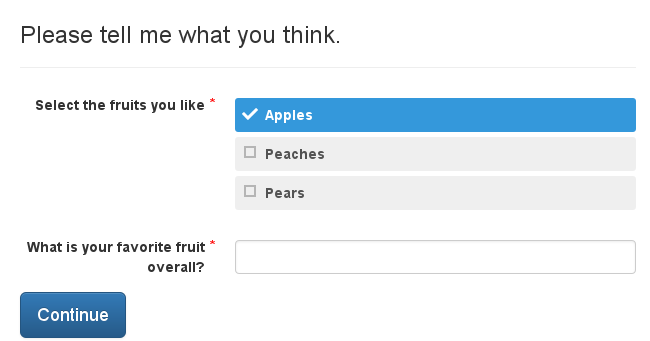 Please tell me what you think.
Select the fruits you like *
Apples
Peaches
Pears
What is your favorite fruit *
overall?
Continue